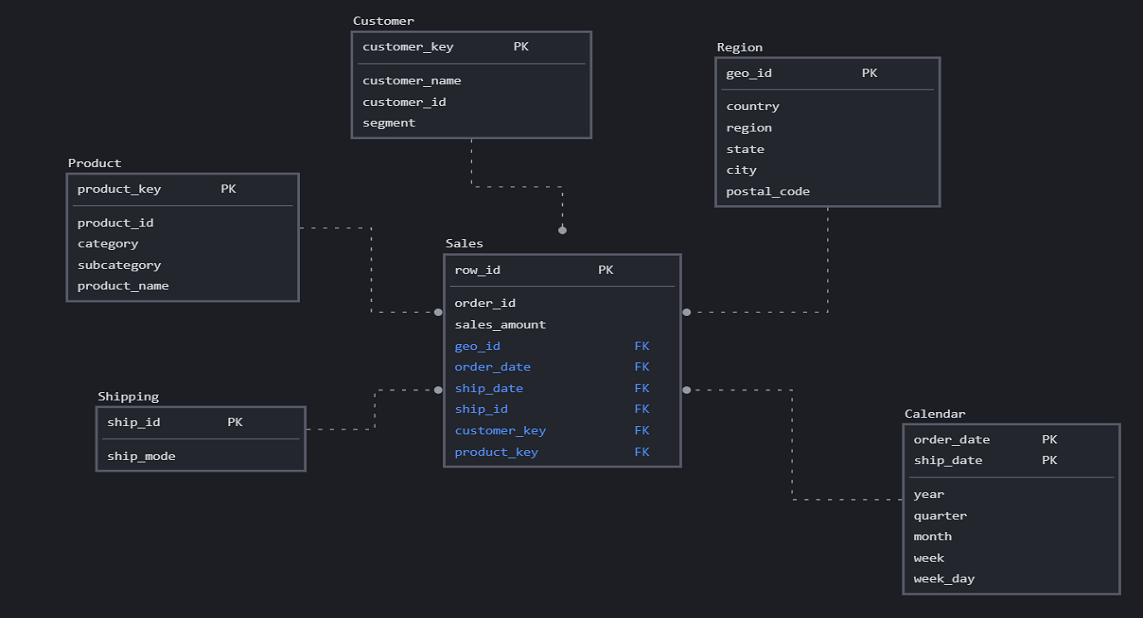 Customer
customer_key PK
customer_name
customer_id
segment
Region
geo_id PK
country
region
state
city
postal_code
Product
product_key PK
product_id
category
subcategory
product_name
Sales
row_id PK
order_id
sales_amount
geo_id FK
order_date FK
ship_date FK
ship_id FK
customer_key FK
product_key FK
Shipping
ship_id PK
ship_mode
Calendar
order_date PK
ship_date PK
year
quarter
month
week
week_day